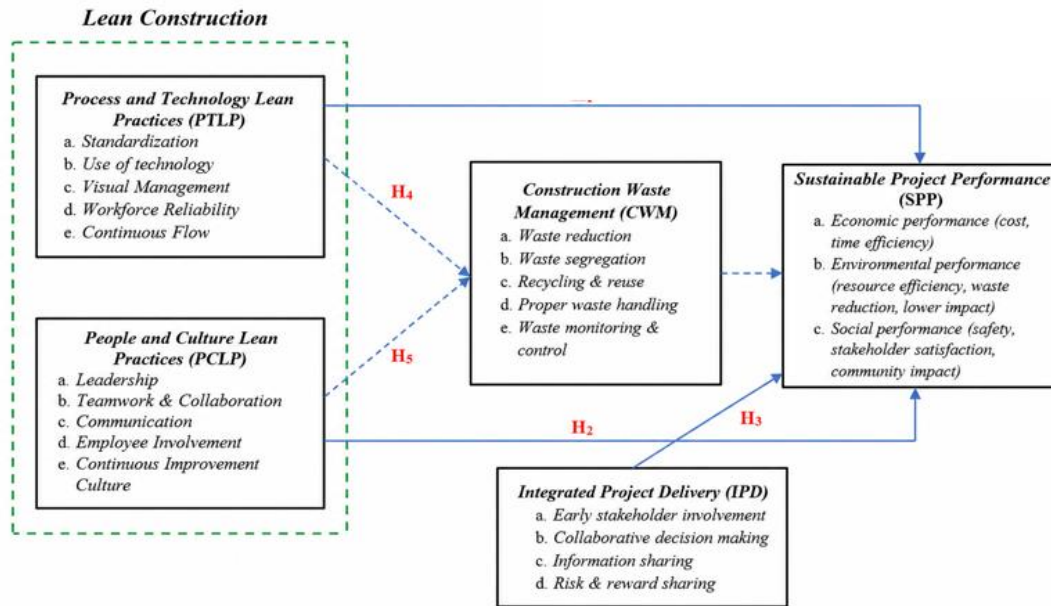 Lean Construction
Process and Technology Lean
Practices (PTLP)
a. Standardization
b. Use of technology
c. Visual Management
d. Workforce Reliability
e. Continuous Flow
People and Culture Lean
Practices (PCLP)
a. Leadership
b. Teamwork & Collaboration
c. Communication
d. Employee Involvement
e. Continuous Improvement
Culture
H4
H5
Construction Waste
Management (CWM)
a. Waste reduction
b. Waste segregation
c. Recycling & reuse
d. Proper waste handling
e. Waste monitoring &
control
H2
H3
Integrated Project Delivery (IPD)
a. Early stakeholder involvement
b. Collaborative decision making
c. Information sharing
d. Risk & reward sharing
Sustainable Project Performance
(SPP)
a. Economic performance (cost,
time efficiency)
b. Environmental performance
(resource efficiency, waste
reduction, lower impact)
c. Social performance (safety,
stakeholder satisfaction,
community impact)